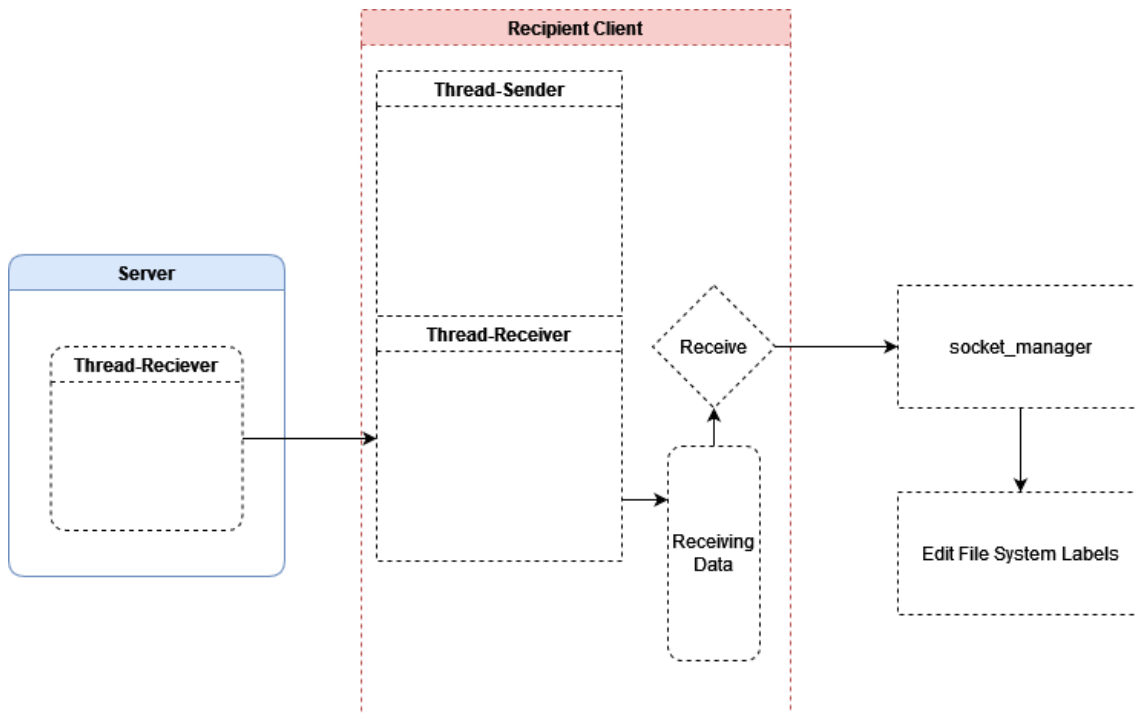 Recipient Client
Thread-Sender
Server
Thread-Reciever
Thread-Receiver
Receive
Receiving
Data
socket_manager
Edit File System Labels